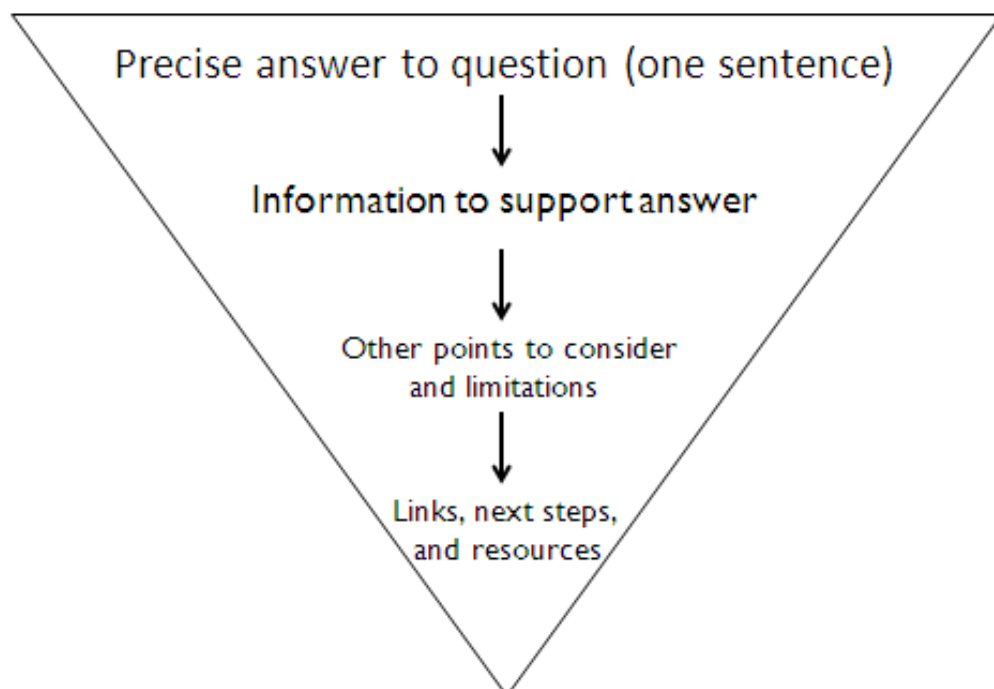 Precise answer to question (one sentence)
Information to support answer
Other points to consider
and limitations
Links, next steps,
and resources